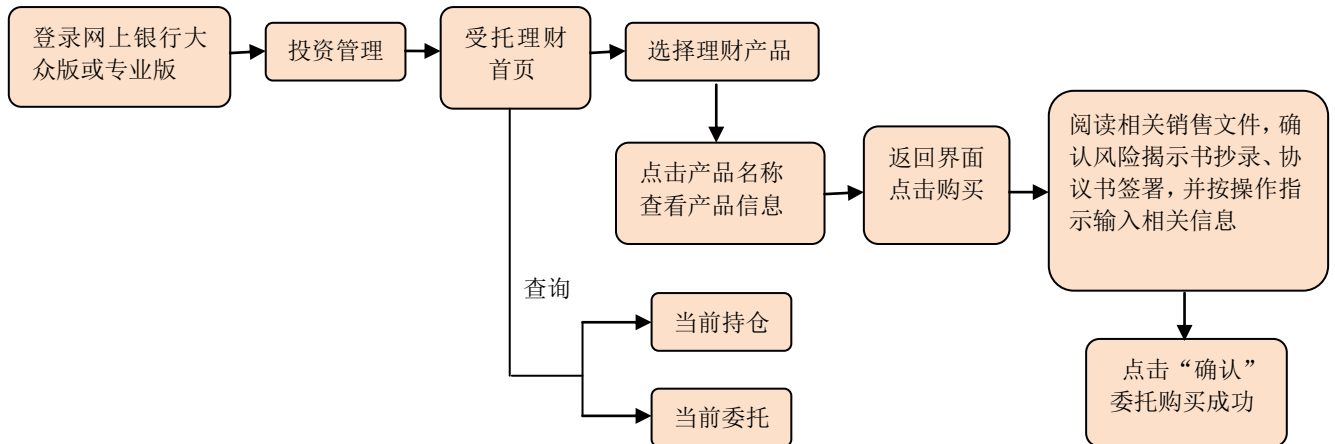 登录网上银行大
众版或专业版
投资管理
受托理财
首页
选择理财产品
点击产品名称
查看产品信息
返回界面
点击购买
阅读相关销售文件，确
认风险揭示书抄录、协
议书签署，并按操作指
示输入相关信息
点击“确认”
委托购买成功
查询
当前持仓
当前委托